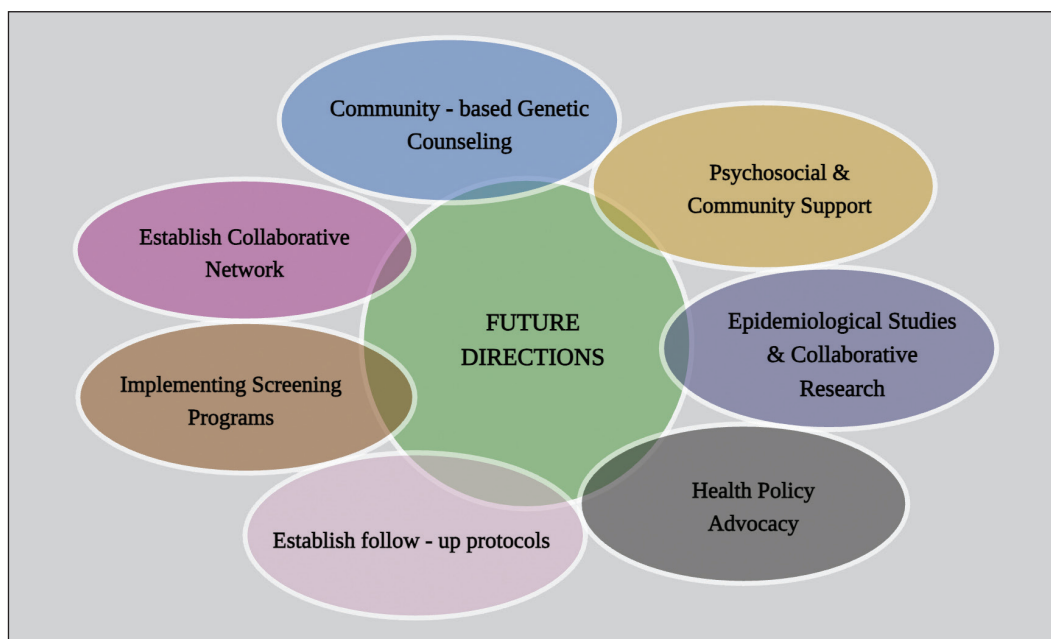 Community - based Genetic
Counseling
Psychosocial &
Community Support
Establish Collaborative
Network
FUTURE
DIRECTIONS
Epidemiological Studies
& Collaborative
Research
Implementing Screening
Programs
Health Policy
Advocacy
Establish follow - up protocols